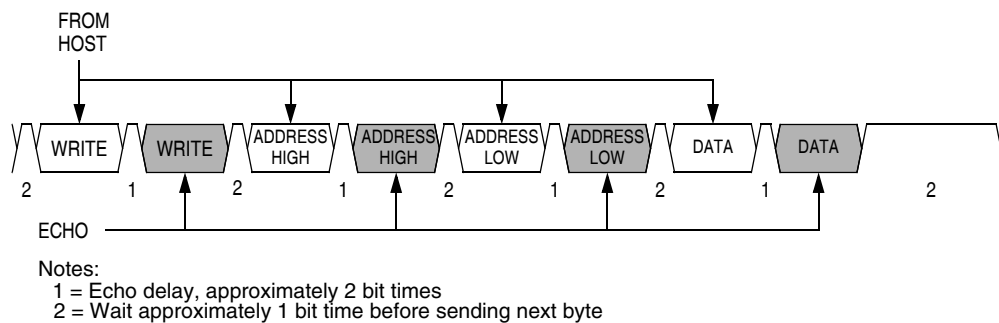 FROM
HOST
WRITE WRITE ADDRESS HIGH ADDRESS HIGH ADDRESS LOW ADDRESS LOW DATA DATA
2 1 2 1 2 1 2 1 2
ECHO
Notes:
1 = Echo delay, approximately 2 bit times
2 = Wait approximately 1 bit time before sending next byte